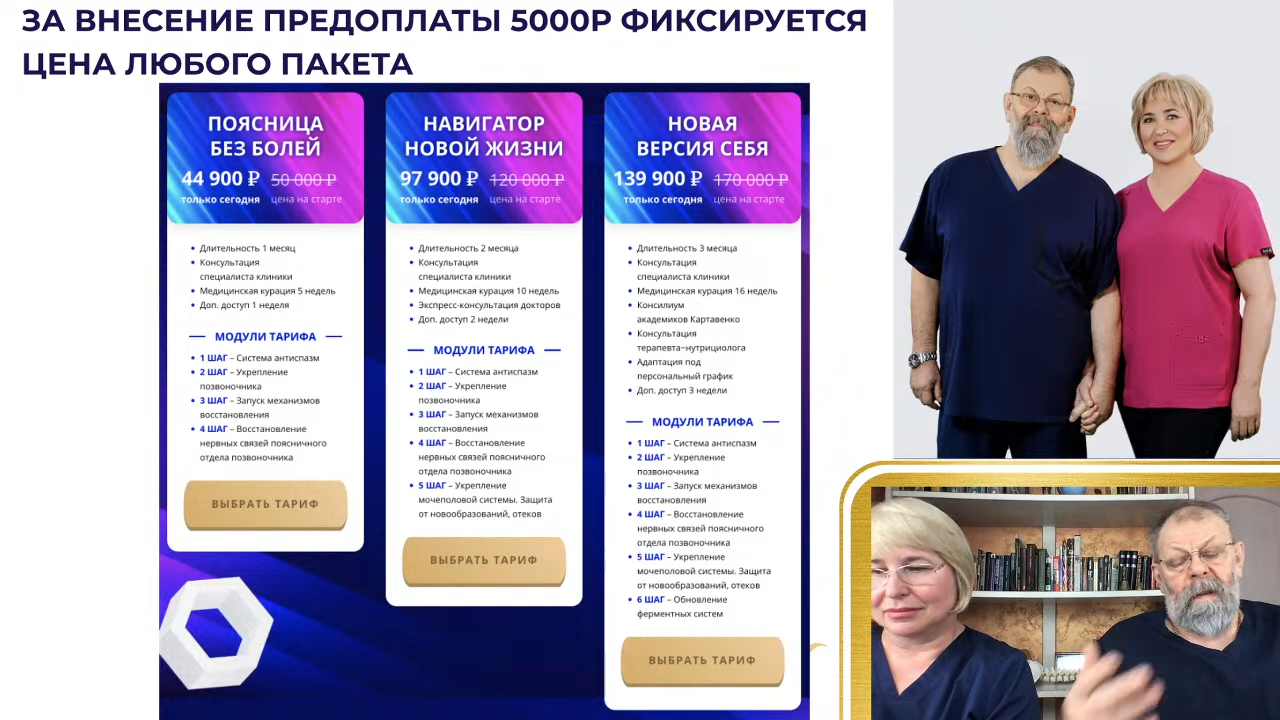 ЗА ВНЕСЕНИЕ ПРЕДОПЛАТЫ 5000Р ФИКСИРУЕТСЯ
ЦЕНА ЛЮБОГО ПАКЕТА
ПОЯСНИЦА
БЕЗ БОЛЕЙ
44 900 ₽ 50 000 ₽
только сегодня цена на старте
Длительность 1 месяц
Консультация
специалиста клиники
Медицинская курация 5 недель
Доп. доступ 1 неделя
МОДУЛИ ТАРИФА
1 ШАГ – Система антиспазм
2 ШАГ – Укрепление
позвоночника
3 ШАГ – Запуск механизмов
восстановления
4 ШАГ – Восстановление
нервных связей поясничного
отдела позвоночника
ВЫБРАТЬ ТАРИФ
НАВИГАТОР
НОВОЙ ЖИЗНИ
97 900 ₽ 120 000 ₽
только сегодня цена на старте
Длительность 2 месяца
Консультация
специалиста клиники
Медицинская курация 10 недель
Экспресс-консультация докторов
Доп. доступ 2 недели
МОДУЛИ ТАРИФА
1 ШАГ – Система антиспазм
2 ШАГ – Укрепление
позвоночника
3 ШАГ – Запуск механизмов
восстановления
4 ШАГ – Восстановление
нервных связей поясничного
отдела позвоночника
5 ШАГ – Укрепление
мочеполовой системы. Защита
от новообразований, отеков
ВЫБРАТЬ ТАРИФ
НОВАЯ
ВЕРСИЯ СЕБЯ
139 900 ₽ 170 000 ₽
только сегодня цена на старте
Длительность 3 месяца
Консультация
специалиста клиники
Медицинская курация 16 недель
Консилиум
академиков Картавенко
Консультация
терапевта–нутрициолога
Адаптация под
персональный график
Доп. доступ 3 недели
МОДУЛИ ТАРИФА
1 ШАГ – Система антиспазм
2 ШАГ – Укрепление
позвоночника
3 ШАГ – Запуск механизмов
восстановления
4 ШАГ – Восстановление
нервных связей поясничного
отдела позвоночника
5 ШАГ – Укрепление
мочеполовой системы. Защита
от новообразований, отеков
6 ШАГ – Обновление
ферментных систем
ВЫБРАТЬ ТАРИФ